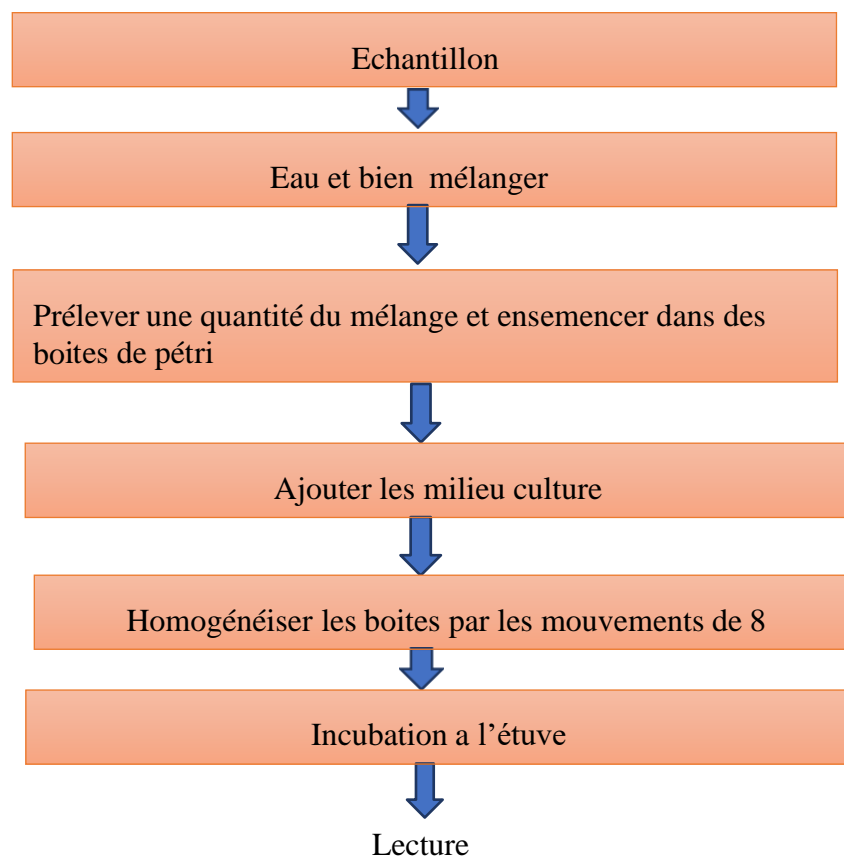 Echantillon
Eau et bien mélanger
Prélever une quantité du mélange et ensemencer dans des
boites de pétri
Ajouter les milieu culture
Homogénéiser les boites par les mouvements de 8
Incubation a l’étuve
Lecture